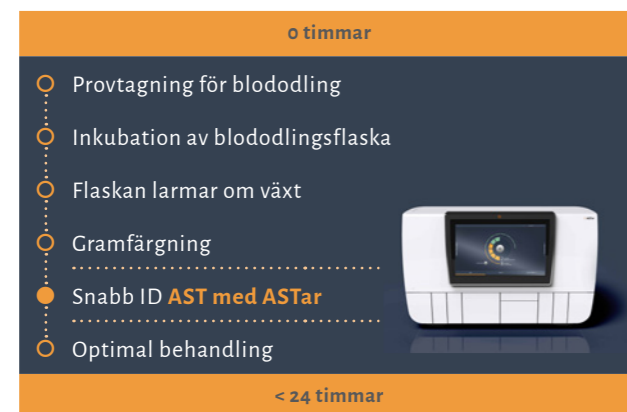 0 timmar
Provtagning för blododling
Inkubation av blododlingsflaska
Flaskan larmar om växt
Gramfärgning
Snabb ID AST med ASTar
Optimal behandling
< 24 timmar